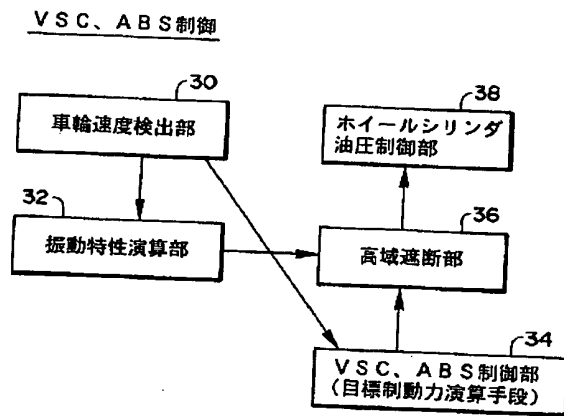 VSC、ABS制御
30
車輪速度検出部
38
ホイールシリンダ
油圧制御部
32
振動特性演算部
36
高域遮断部
34
VSC、ABS制御部
(目標制動力演算手段)